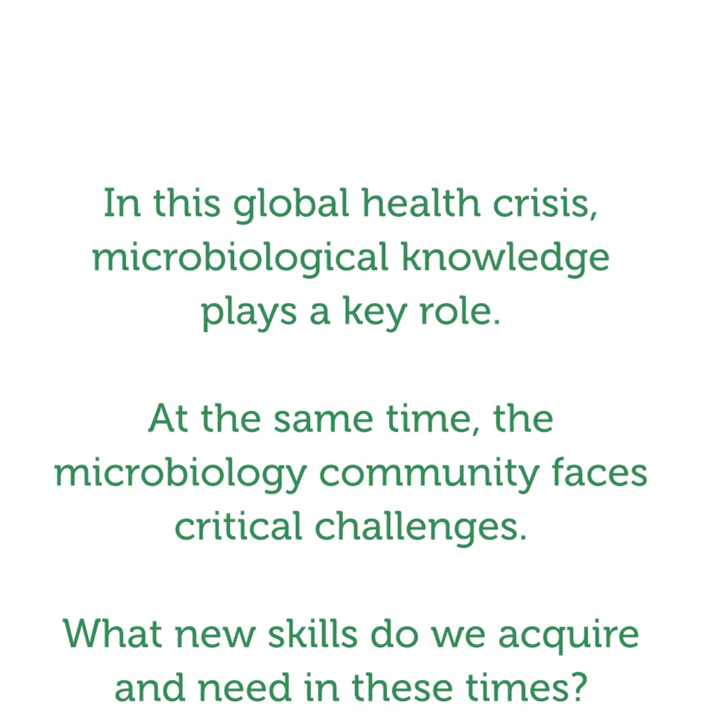 In this global health crisis,
microbiological knowledge
plays a key role.
At the same time, the
microbiology community faces
critical challenges.
What new skills do we acquire
and need in these times?